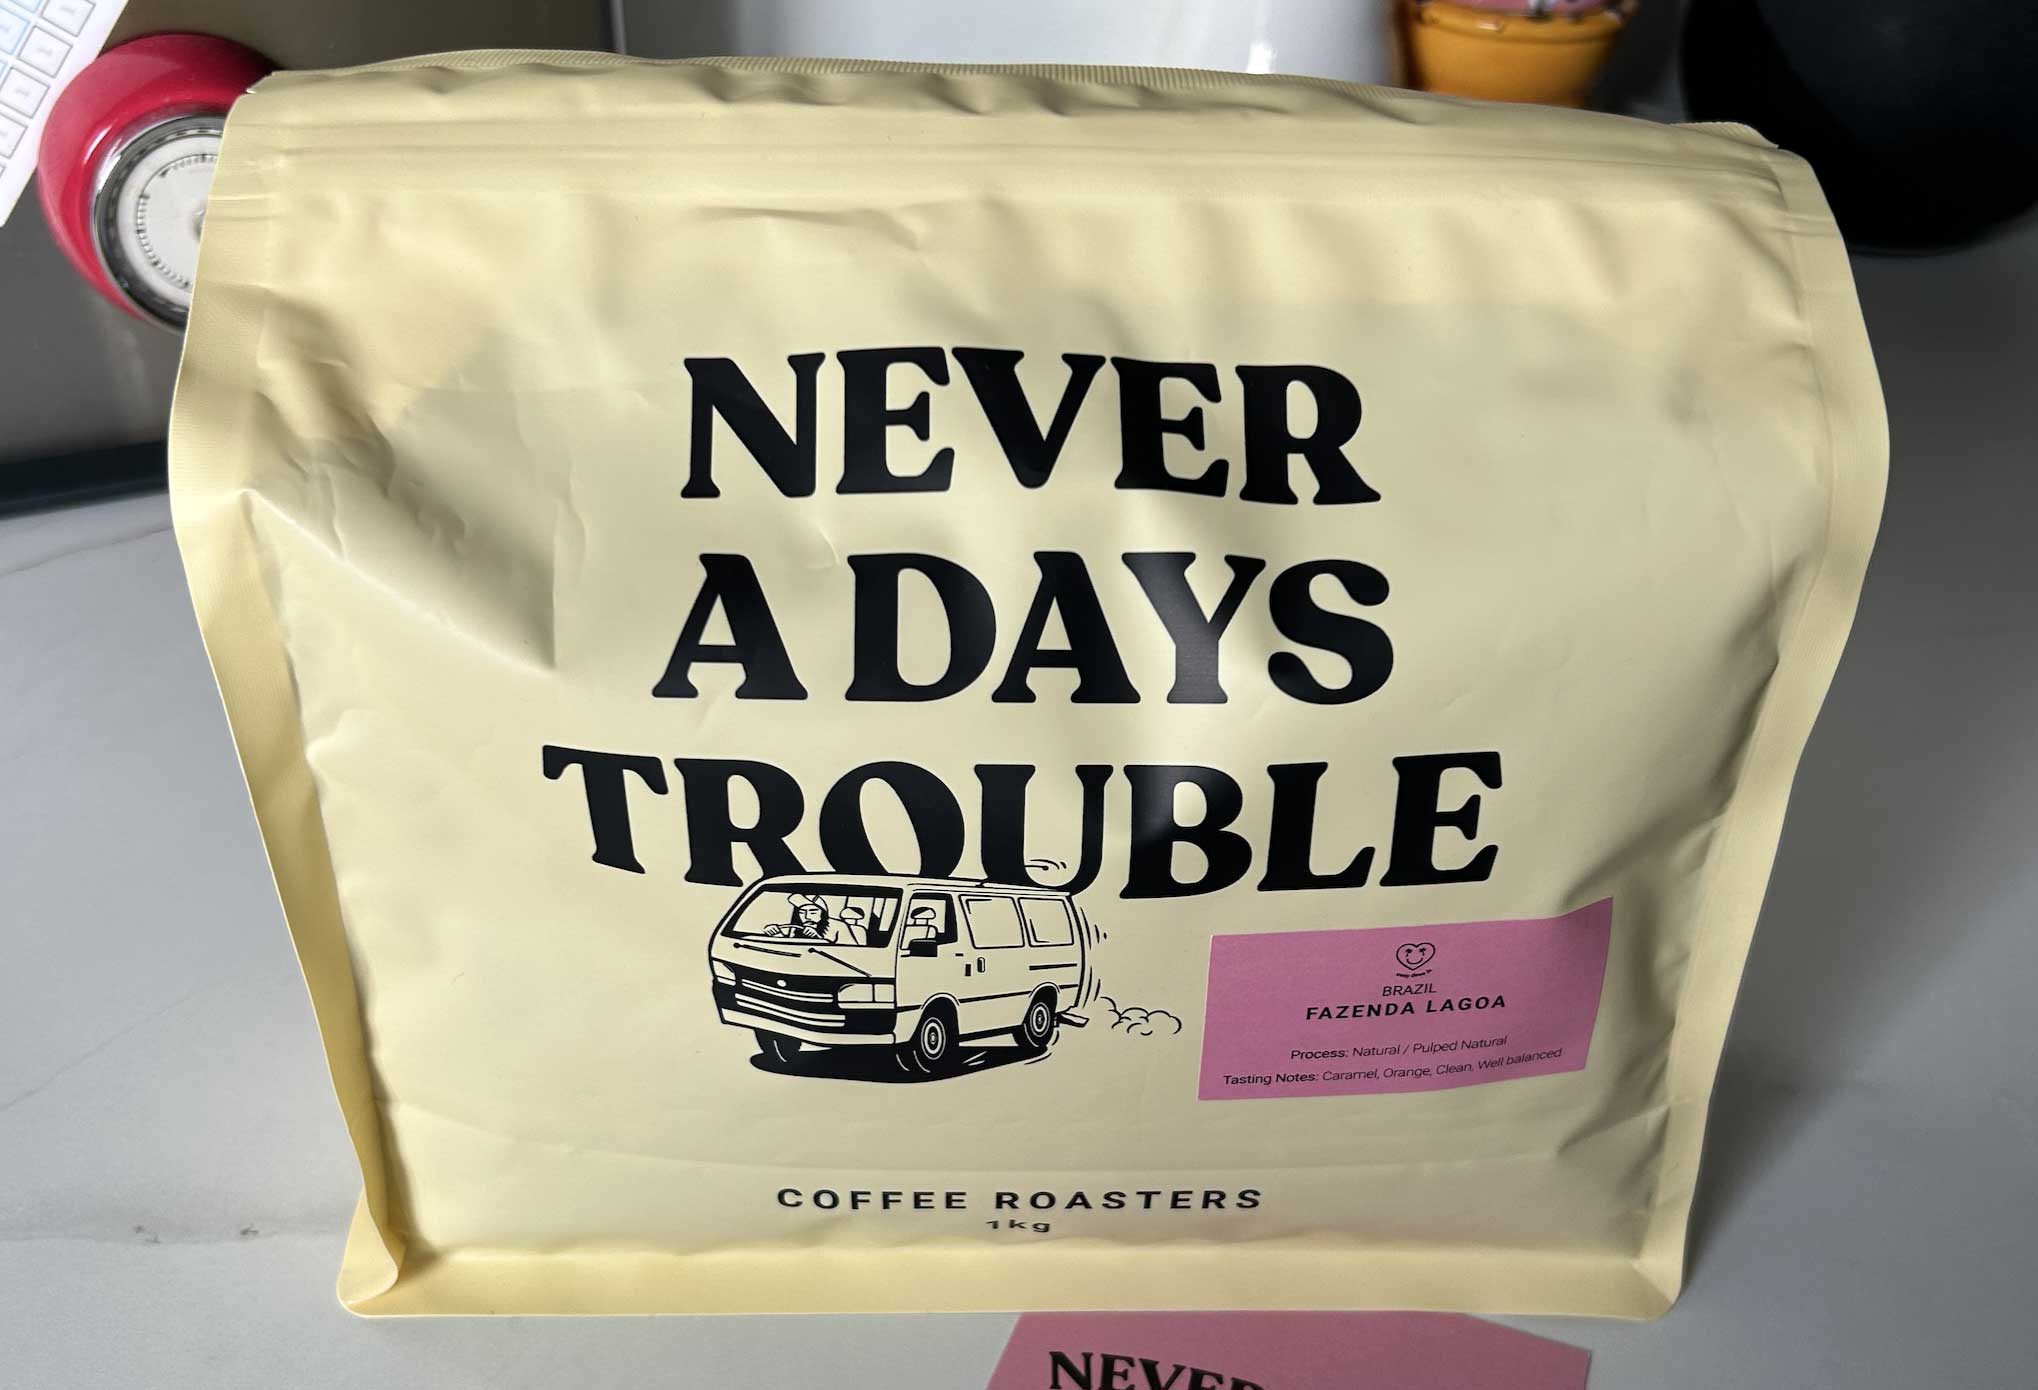 NEVER
A DAYS
TROUBLE
BRAZIL
FAZENDA LAGOA
Process: Natural / Pulped Natural
Tasting Notes: Caramel, Orange, Clean, Well balanced
COFFEE ROASTERS
1kg
NEVER